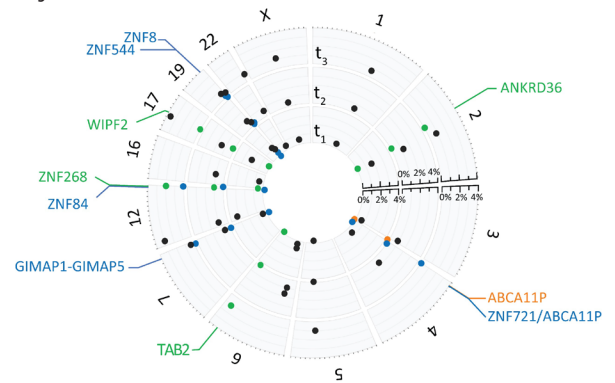 X
1
ZNF8
ZNF544
22
19
t3
17
t2
2
ANKRD36
WIPF2
t1
16
ZNF268
0% 2% 4%
0% 2% 4%
0% 2% 4%
ZNF84
12
3
GIMAP1-GIMAP5
7
ABCA11P
ZNF721/ABCA11P
4
TAB2
6
5